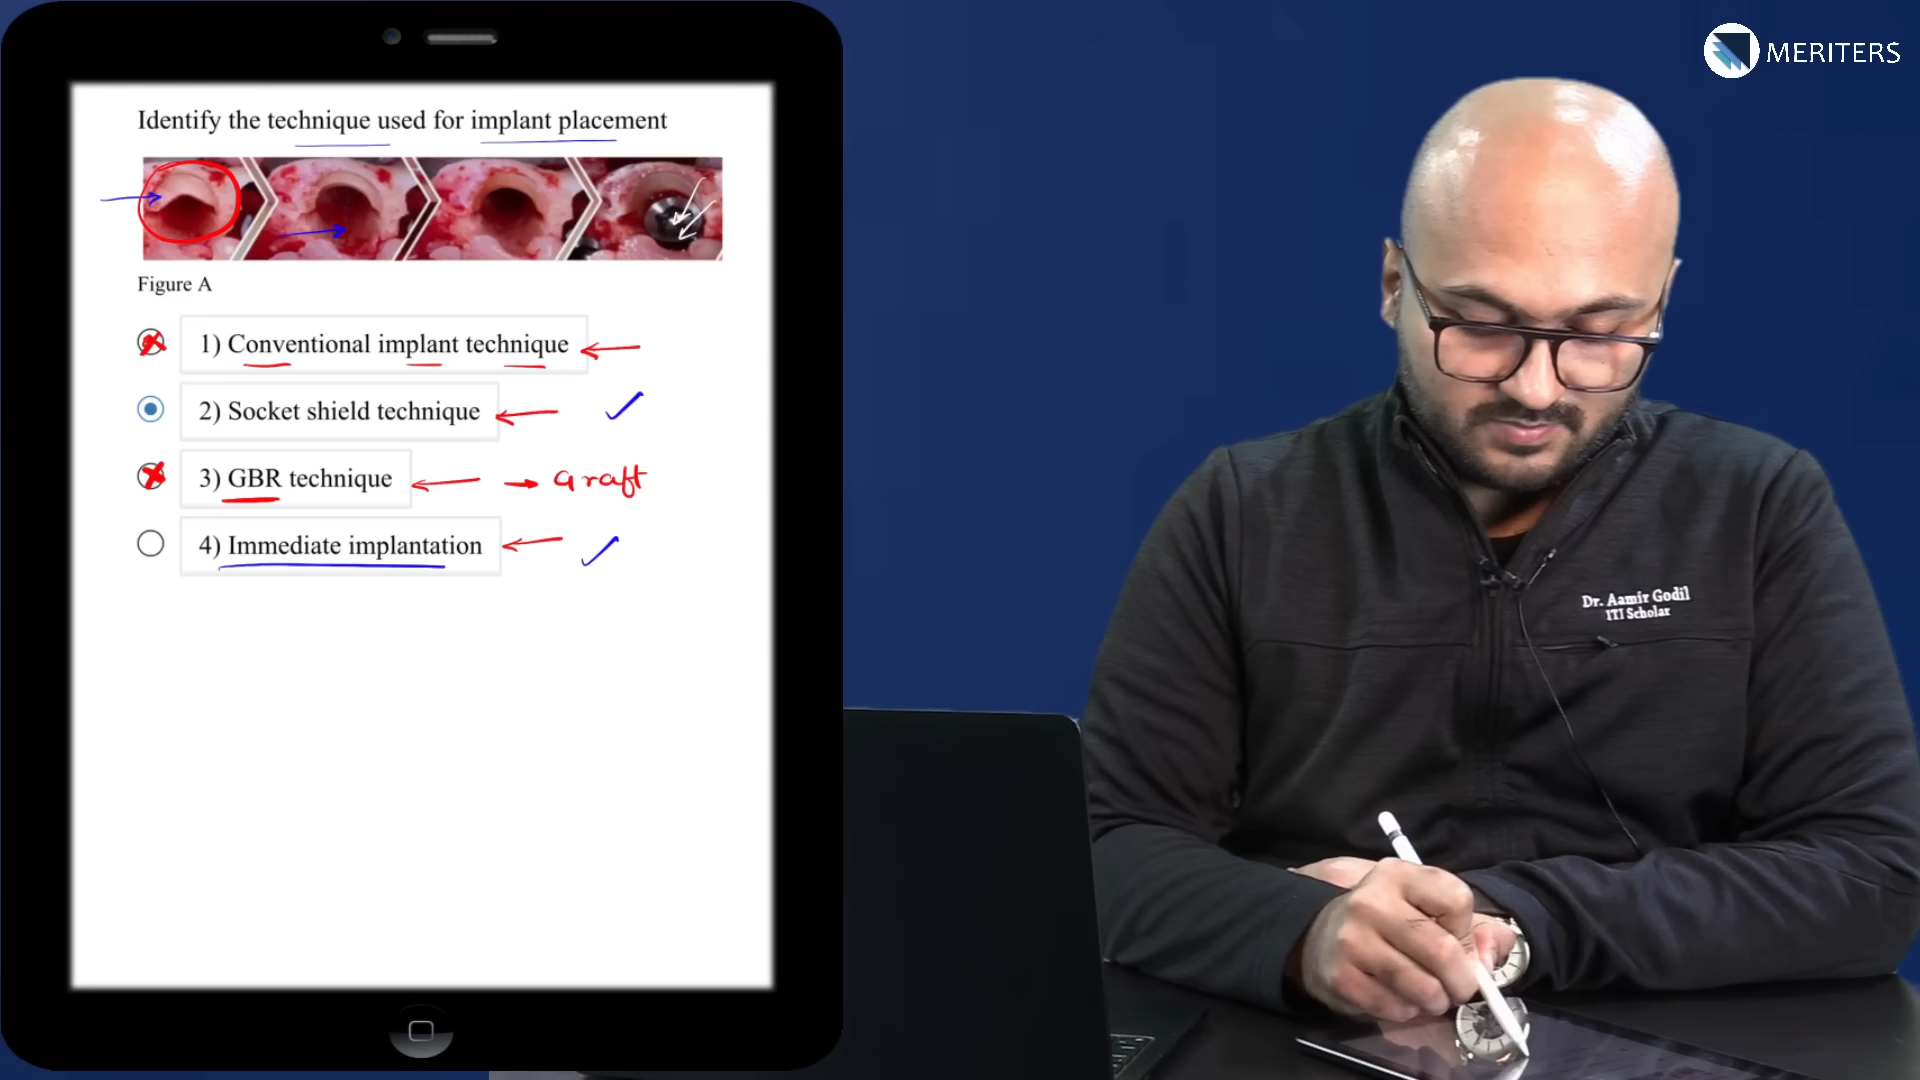 MERITERS
Identify the technique used for implant placement
Figure A
1) Conventional implant technique
2) Socket shield technique
3) GBR technique → Graft
4) Immediate implantation
Dr. Aamir Godil
ITI Scholar